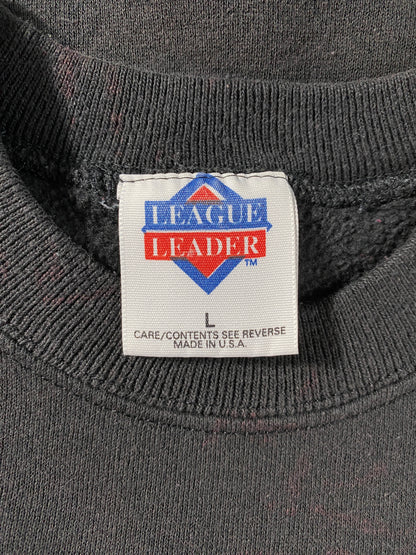 LEAGUE
LEADER
TM
L
CARE/CONTENTS SEE REVERSE
MADE IN U.S.A.